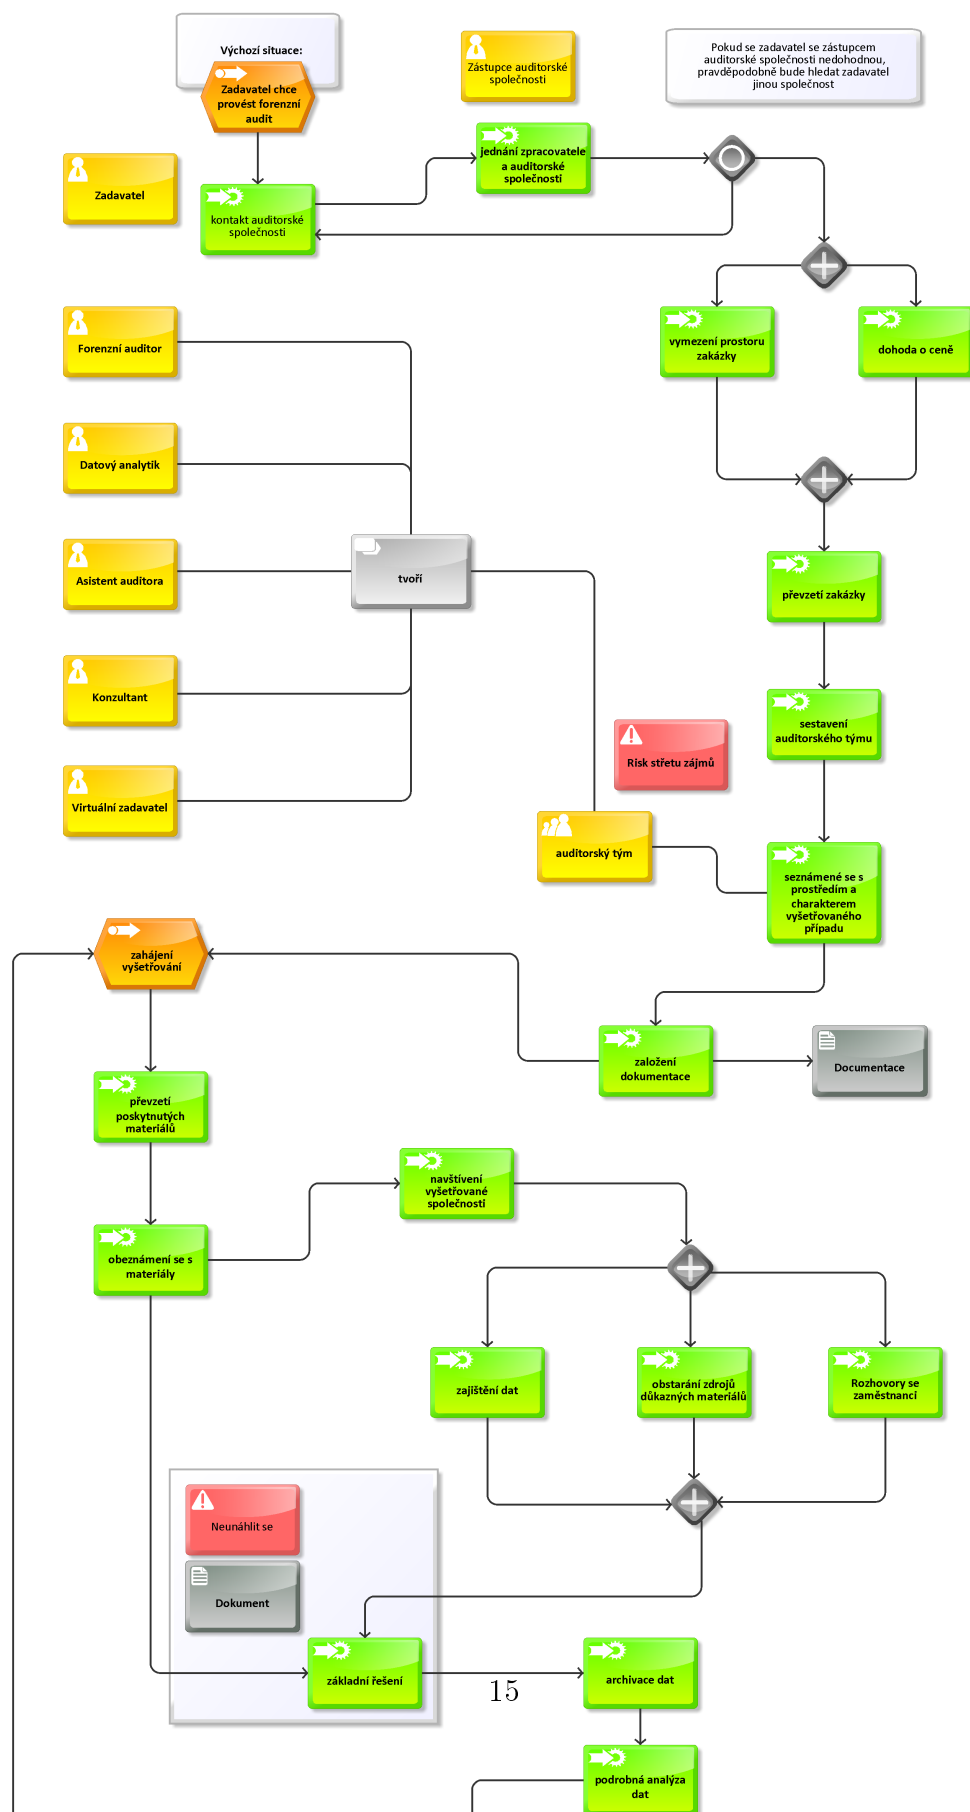 Výchozí situace:
Zadavatel chce
provést forenzní
audit
Zástupce auditorské
společnosti
Pokud se zadavatel se zástupcem
auditorské společnosti nedohodnou,
pravděpodobně bude hledat zadavatel
jinou společnost
jednání zpracovatele
a auditorské
společnosti
Zadavatel
kontakt auditorské
společnosti
Forenzní auditor
vymezení prostoru
zakázky
dohoda o ceně
Datový analytik
Asistent auditora
tvoří
převzetí zakázky
Konzultant
sestavení
auditorského týmu
Risk střetu zájmů
Virtuální zadavatel
auditorský tým
seznámené se s
prostředím a
charakterem
vyšetřovaného
případu
zahájení
vyšetřování
založení
dokumentace
Documentace
převzetí
poskytnutých
materiálů
navštívení
vyšetřované
společnosti
obeznámení se s
materiály
zajištění dat
obstarání zdrojů
důkazných materiálů
Rozhovory se
zaměstnanci
Neunáhlit se
Dokument
základní řešení
archivace dat
15
podrobná analýza
dat